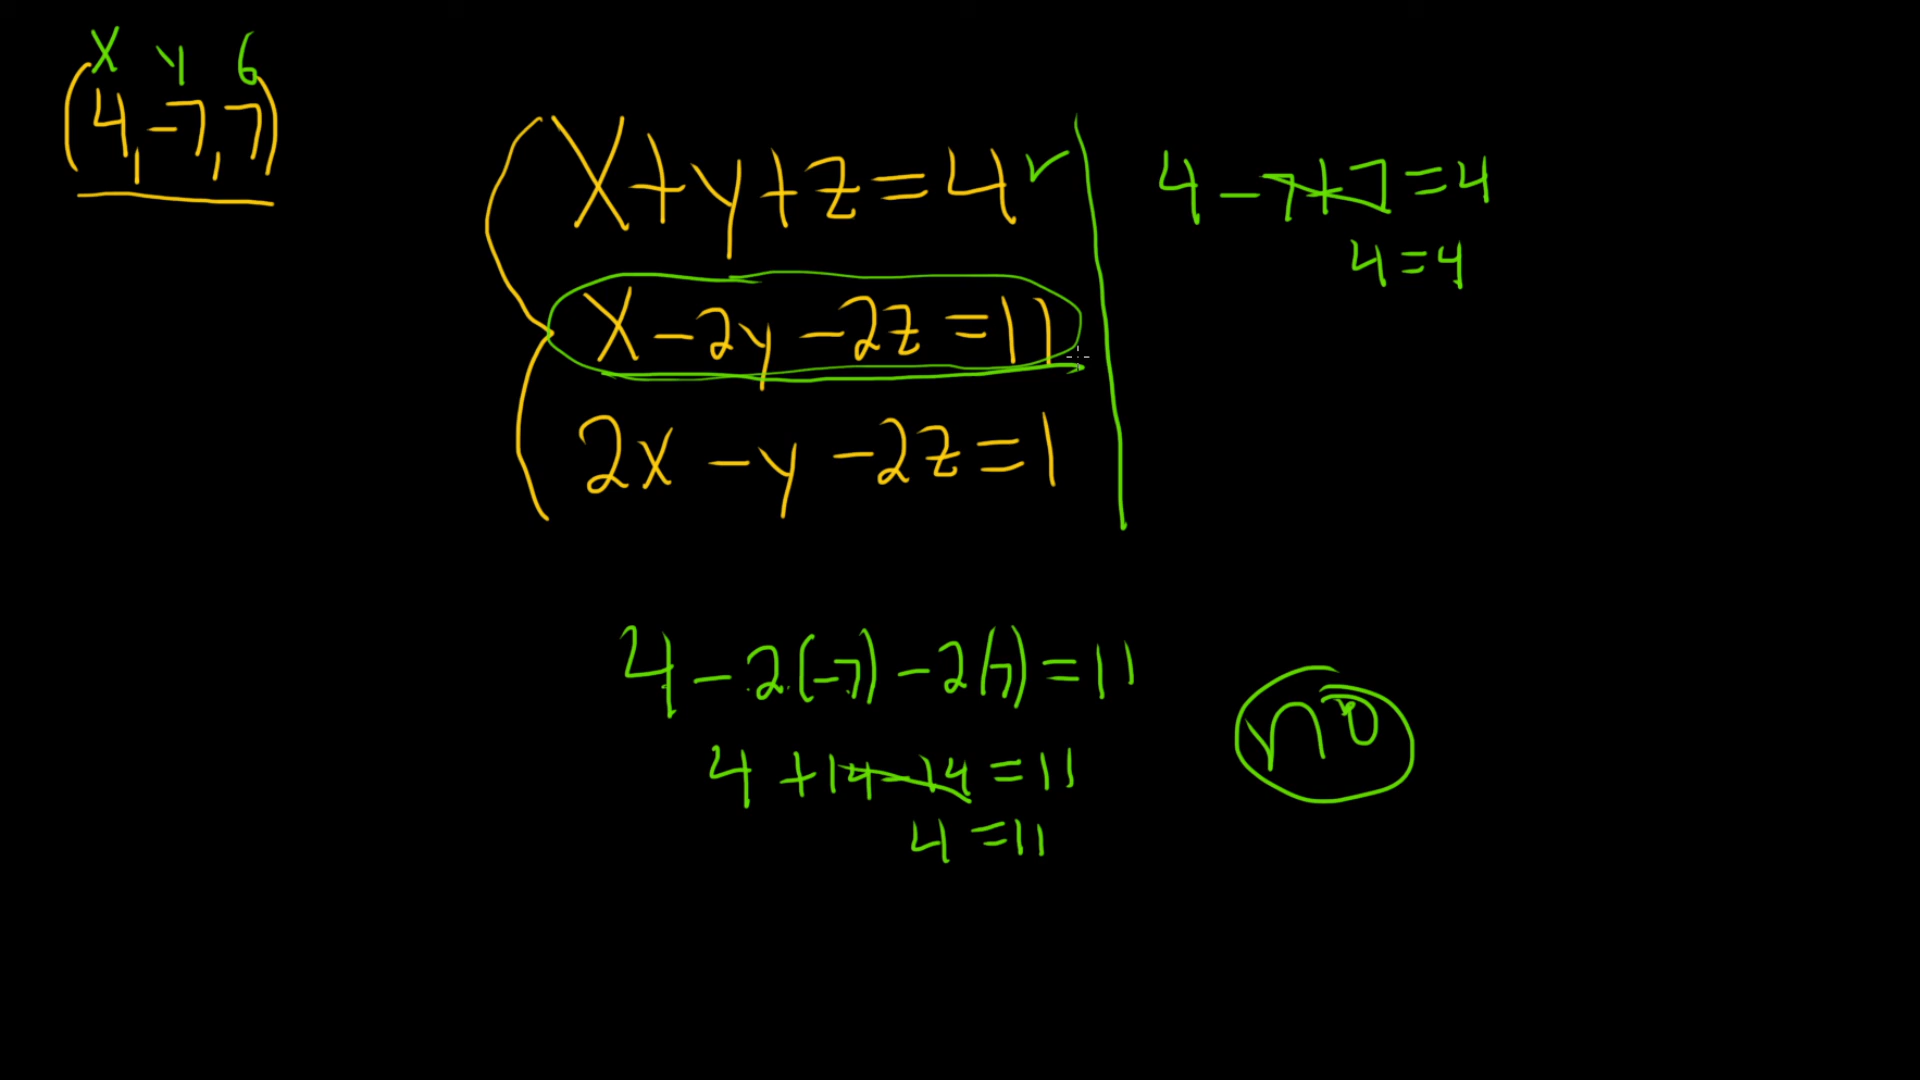 x y 6
(4,-7,7)
x+y+z=4✓
4-7+7=4
4=4
x-2y-2z=11
2x-y-2z=1
4-2(-7)-2(7)=11
4+14-14=11
4=11
no